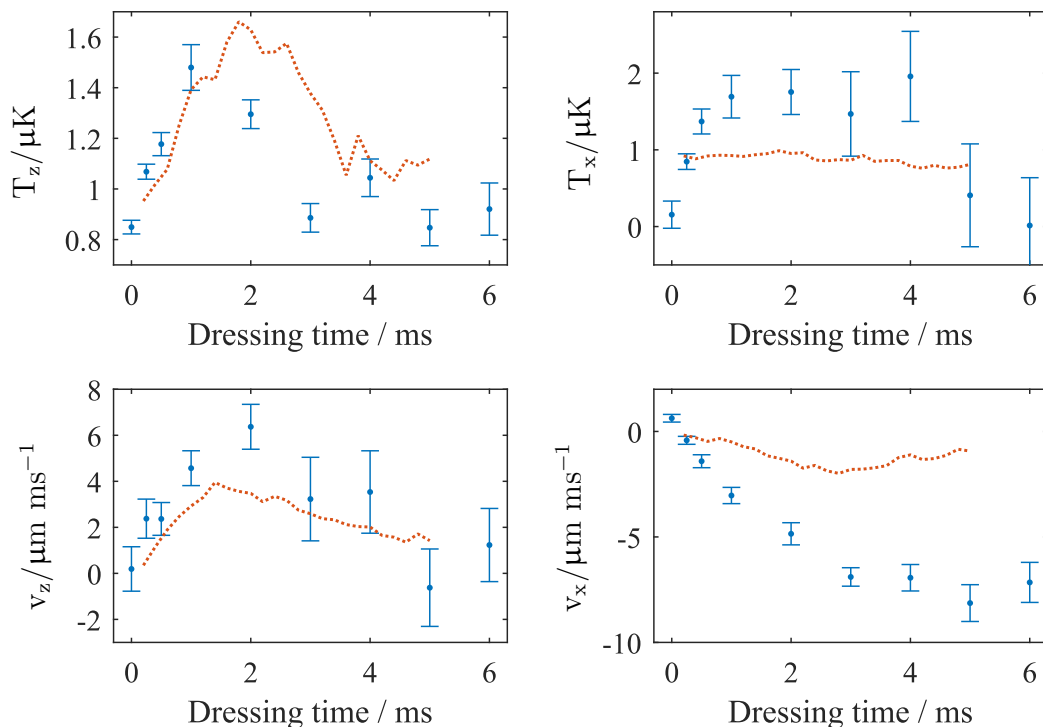 1.6
1.4
1.2
1
0.8
T_z/μK
0 2 4 6
Dressing time / ms
2
1
0
T_x/μK
0 2 4 6
Dressing time / ms
8
6
4
2
0
-2
v_z/μm ms⁻¹
0 2 4 6
Dressing time / ms
0
-5
-10
v_x/μm ms⁻¹
0 2 4 6
Dressing time / ms